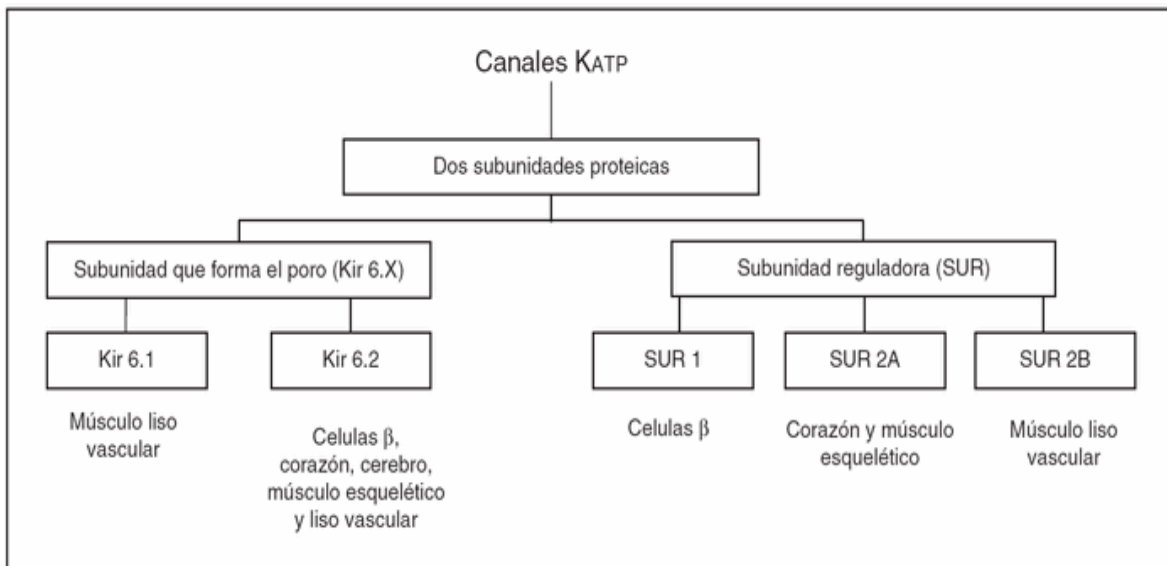 Canales KATP
Dos subunidades proteicas
Subunidad que forma el poro (Kir 6.X)
Subunidad reguladora (SUR)
Kir 6.1
Kir 6.2
SUR 1
SUR 2A
SUR 2B
Músculo liso
vascular
Celulas β,
corazón, cerebro,
músculo esquelético
y liso vascular
Celulas β
Corazón y músculo
esquelético
Músculo liso
vascular